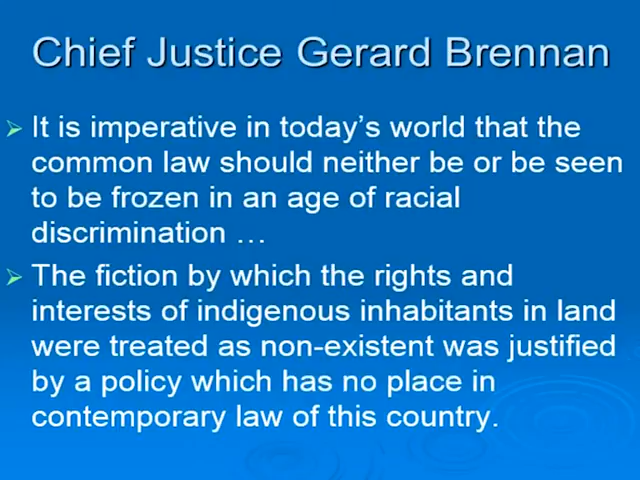 Chief Justice Gerard Brennan
It is imperative in today's world that the
common law should neither be or be seen
to be frozen in an age of racial
discrimination …
The fiction by which the rights and
interests of indigenous inhabitants in land
were treated as non-existent was justified
by a policy which has no place in
contemporary law of this country.